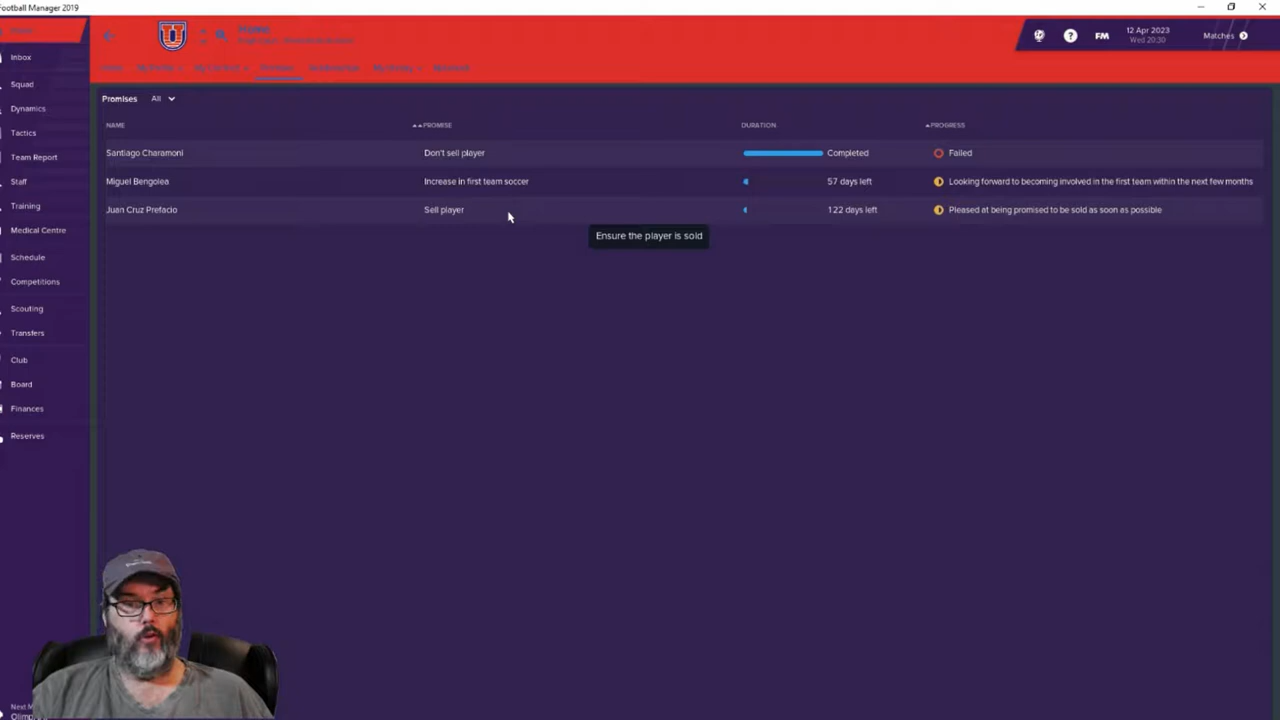 Football Manager 2019
12 Apr 2023
Wed 20:30
FM
Matches
Inbox
Squad
Dynamics
Tactics
Team Report
Staff
Training
Medical Centre
Schedule
Competitions
Scouting
Transfers
Club
Board
Finances
Reserves
Promises All
NAME PROMISE DURATION PROGRESS
Santiago Charamoni Don't sell player Completed Failed
Miguel Bengolea Increase in first team soccer 57 days left Looking forward to becoming involved in the first team within the next few months
Juan Cruz Prefacio Sell player 122 days left Pleased at being promised to be sold as soon as possible
Ensure the player is sold
Next M